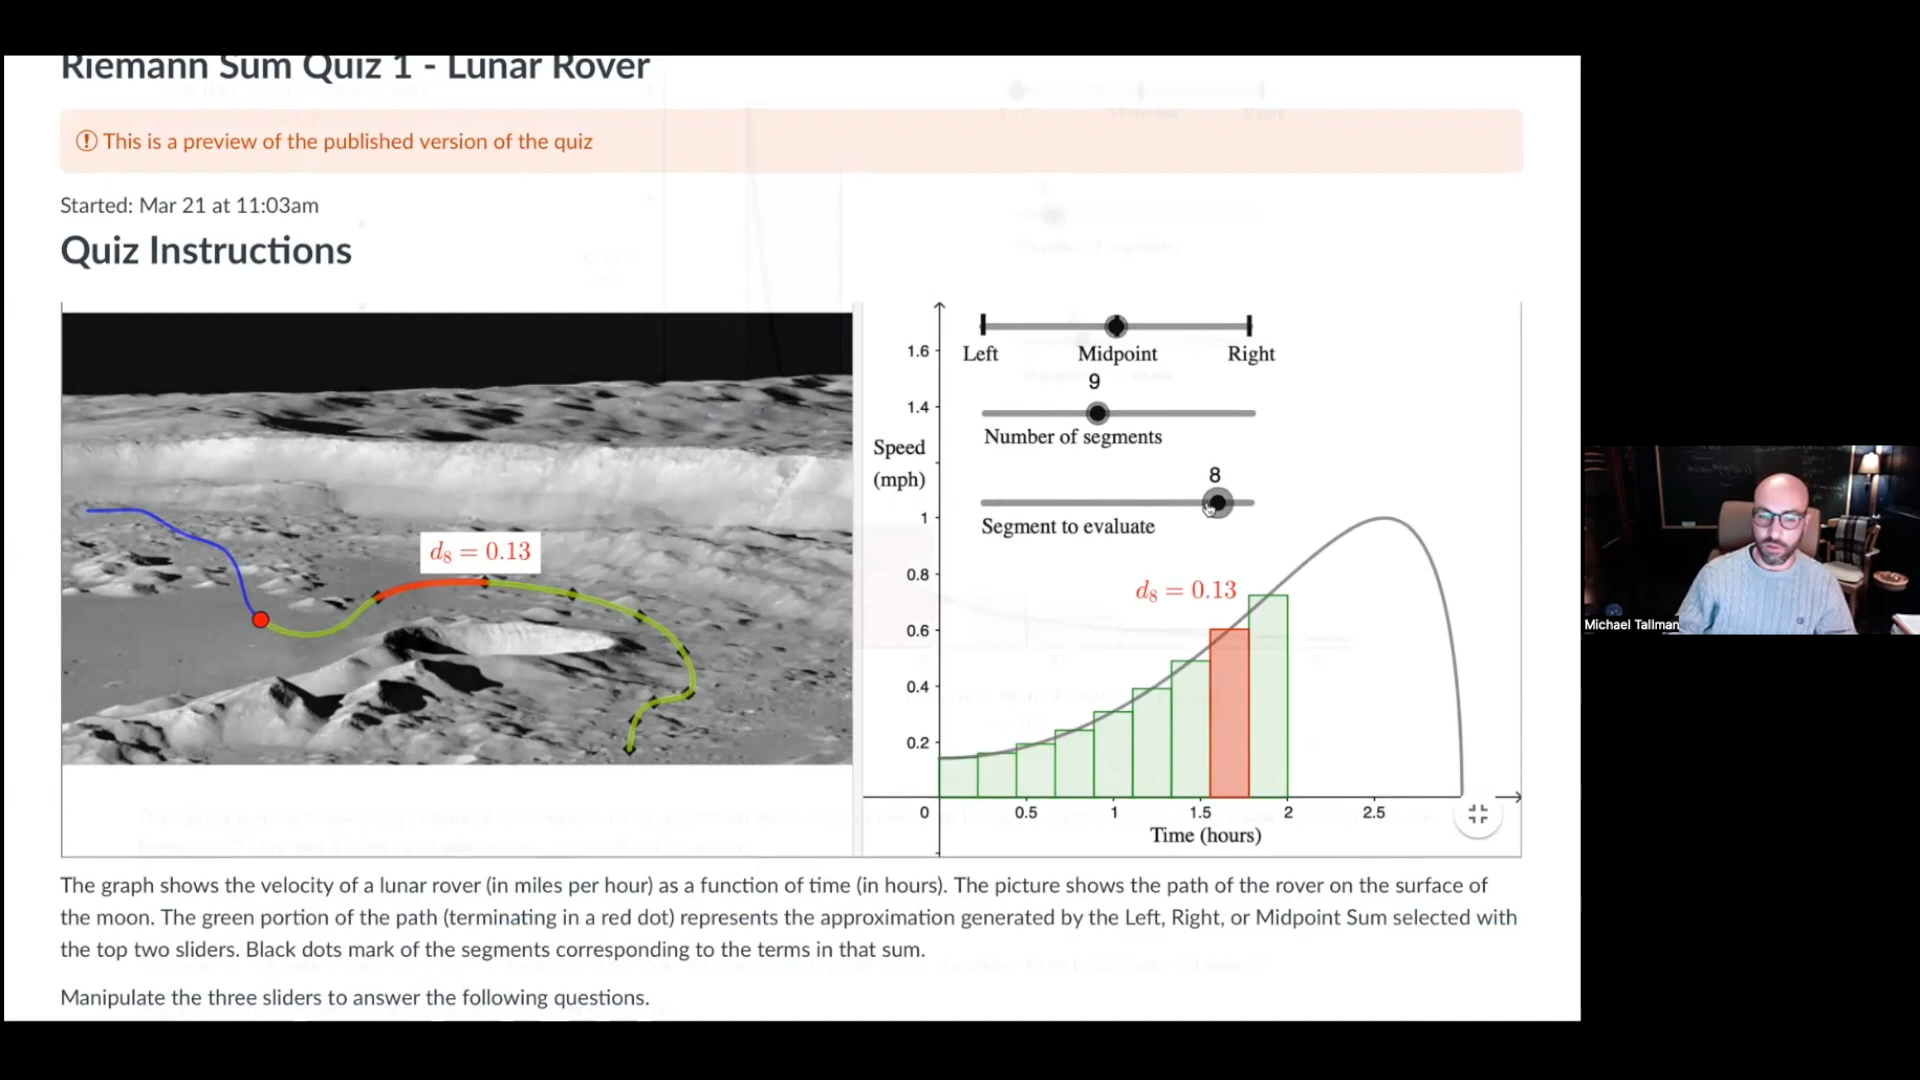 Riemann Sum Quiz 1 - Lunar Rover
This is a preview of the published version of the quiz
Started: Mar 21 at 11:03am
Quiz Instructions
d8 = 0.13
Left Midpoint Right
9
Number of segments
8
Segment to evaluate
Speed
(mph)
1.6
1.4
1
0.8
0.6
0.4
0.2
d8 = 0.13
0 0.5 1 1.5 2 2.5
Time (hours)
The graph shows the velocity of a lunar rover (in miles per hour) as a function of time (in hours). The picture shows the path of the rover on the surface of
the moon. The green portion of the path (terminating in a red dot) represents the approximation generated by the Left, Right, or Midpoint Sum selected with
the top two sliders. Black dots mark of the segments corresponding to the terms in that sum.
Manipulate the three sliders to answer the following questions.
Michael Tallman